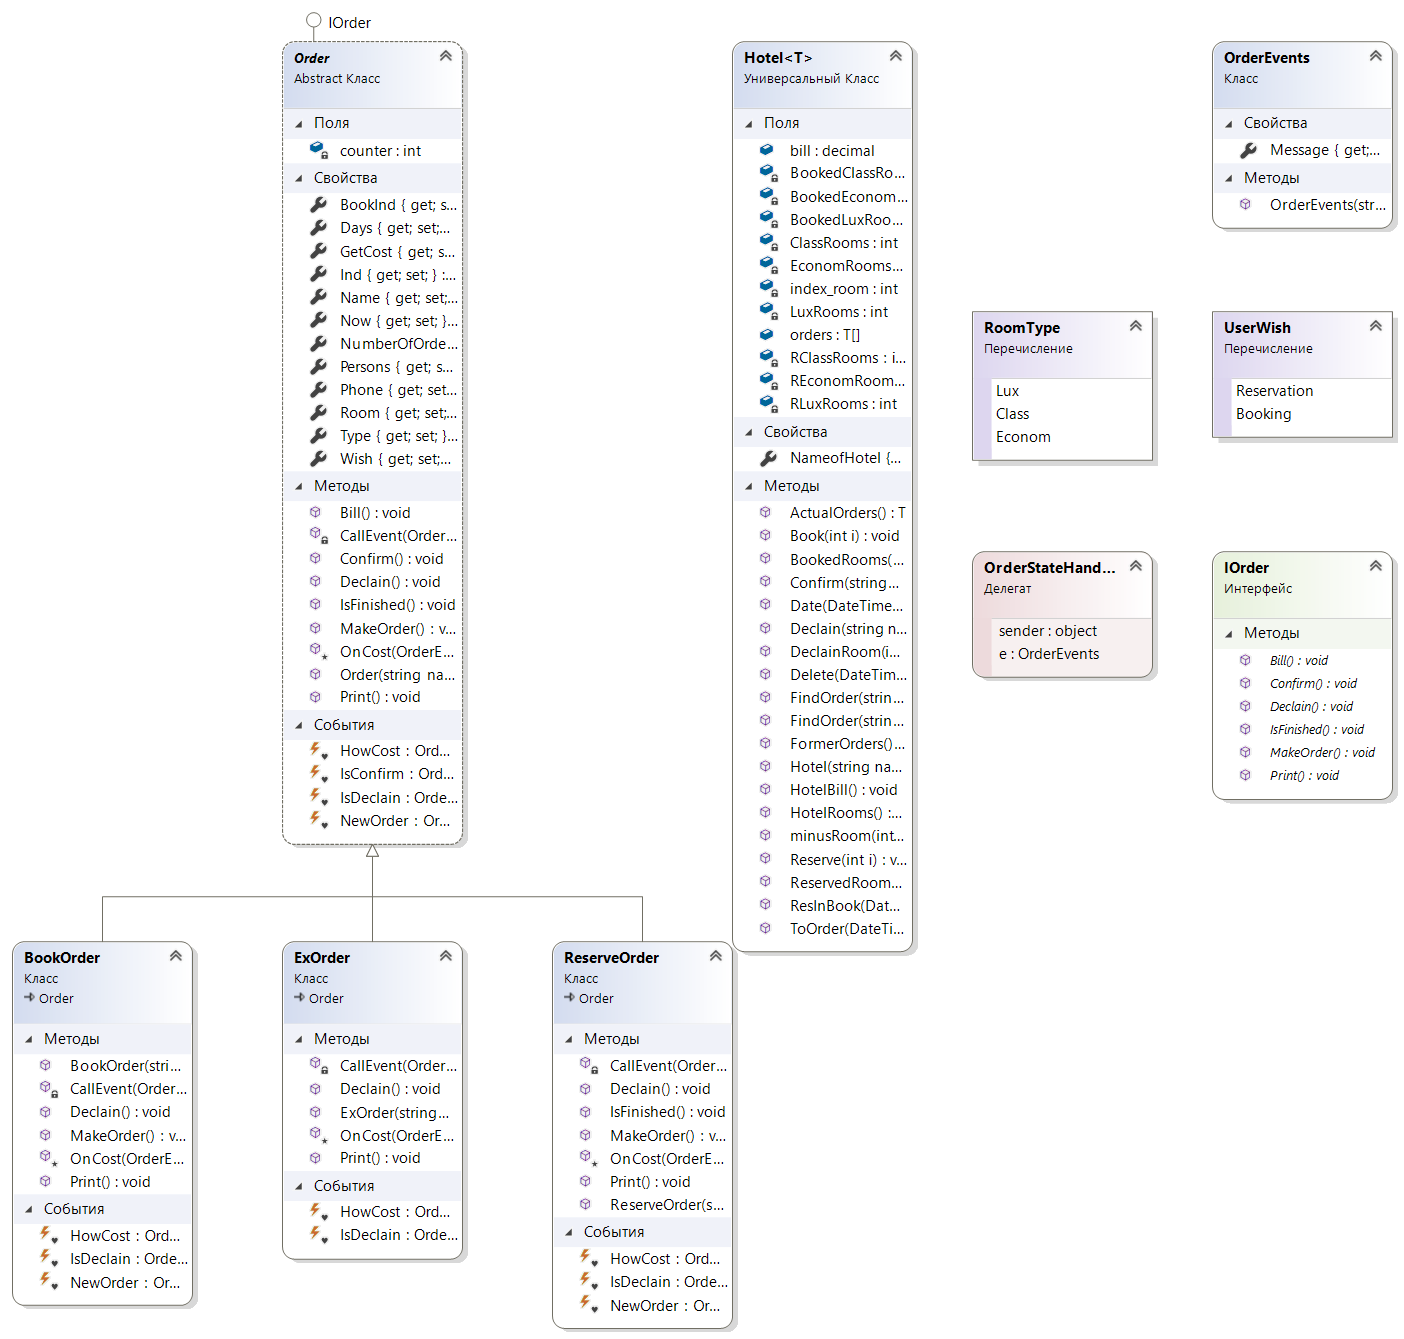 IOrder
Order
Abstract Класс
Поля
counter : int
Свойства
BookInd { get; s...
Days { get; set;...
GetCost { get; s...
Ind { get; set; } :...
Name { get; set;...
Now { get; set; }...
NumberOfOrde...
Persons { get; s...
Phone { get; set...
Room { get; set;...
Type { get; set; }...
Wish { get; set;...
Методы
Bill() : void
CallEvent(Order...
Confirm() : void
Declain() : void
IsFinished() : void
MakeOrder() : v...
OnCost(OrderE...
Order(string na...
Print() : void
События
HowCost : Ord...
IsConfirm : Ord...
IsDeclain : Orde...
NewOrder : Or...
Hotel<T>
Универсальный Класс
Поля
bill : decimal
BookedClassRo...
BookedEconom...
BookedLuxRoo...
ClassRooms : int
EconomRooms...
index_room : int
LuxRooms : int
orders : T[]
RClassRooms : i...
REconomRoom...
RLuxRooms : int
Свойства
NameofHotel {...
Методы
ActualOrders() : T
Book(int i) : void
BookedRooms(...
Confirm(string...
Date(DateTime...
Declain(string n...
DeclainRoom(i...
Delete(DateTim...
FindOrder(strin...
FindOrder(strin...
FormerOrders()...
Hotel(string na...
HotelBill() : void
HotelRooms() :...
minusRoom(int...
Reserve(int i) : v...
ReservedRoom...
ResInBook(Dat...
ToOrder(DateTi...
OrderEvents
Класс
Свойства
Message { get;...
Методы
OrderEvents(str...
RoomType
Перечисление
Lux
Class
Econom
UserWish
Перечисление
Reservation
Booking
OrderStateHand...
Делегат
sender : object
e : OrderEvents
IOrder
Интерфейс
Методы
Bill() : void
Confirm() : void
Declain() : void
IsFinished() : void
MakeOrder() : void
Print() : void
BookOrder
Класс
Order
Методы
BookOrder(stri...
CallEvent(Order...
Declain() : void
MakeOrder() : v...
OnCost(OrderE...
Print() : void
События
HowCost : Ord...
IsDeclain : Orde...
NewOrder : Or...
ExOrder
Класс
Order
Методы
CallEvent(Order...
Declain() : void
ExOrder(string...
OnCost(OrderE...
Print() : void
События
HowCost : Ord...
IsDeclain : Orde...
ReserveOrder
Класс
Order
Методы
CallEvent(Order...
Declain() : void
IsFinished() : void
MakeOrder() : v...
OnCost(OrderE...
Print() : void
ReserveOrder(s...
События
HowCost : Ord...
IsDeclain : Orde...
NewOrder : Or...